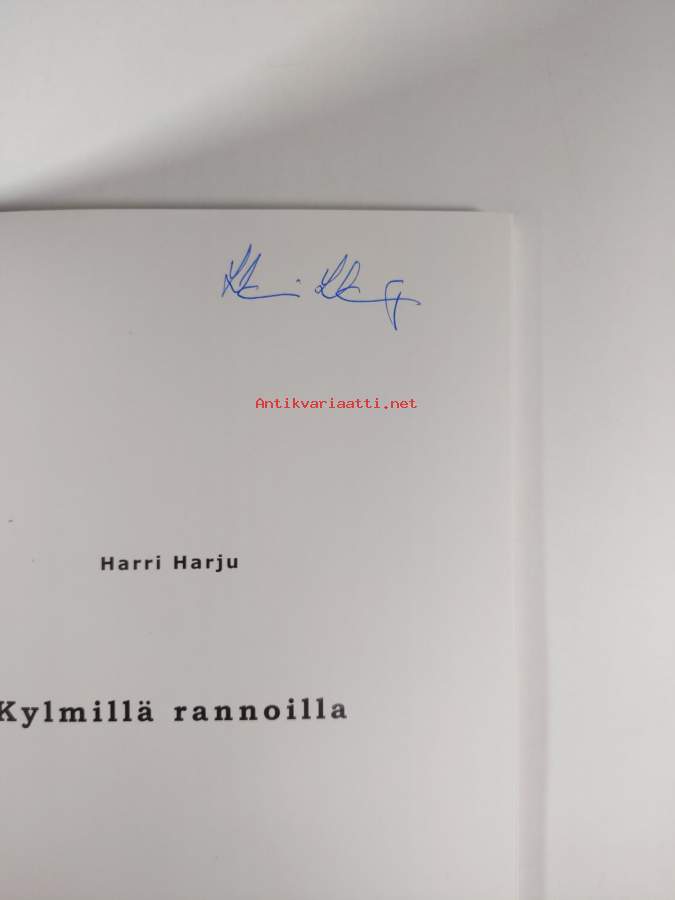 Antikvariaatti.net
Harri Harju
Kylmillä rannoilla